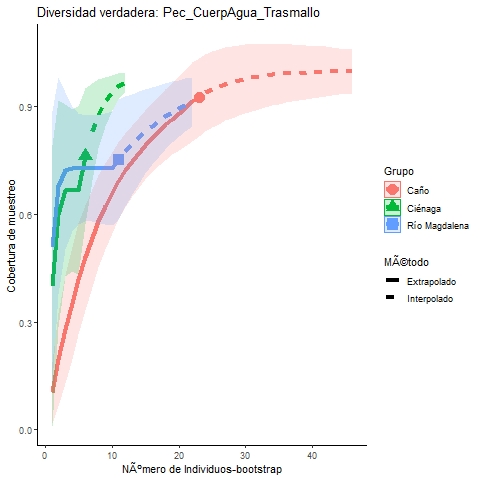 Diversidad verdadera: Pec_CuerpAgua_Trasmallo
Cobertura de muestreo
0.9
0.6
0.3
0.0
0
10
20
30
40
NÃºmero de Individuos-bootstrap
Grupo
Caño
Ciénaga
Río Magdalena
MÃ©todo
Extrapolado
Interpolado